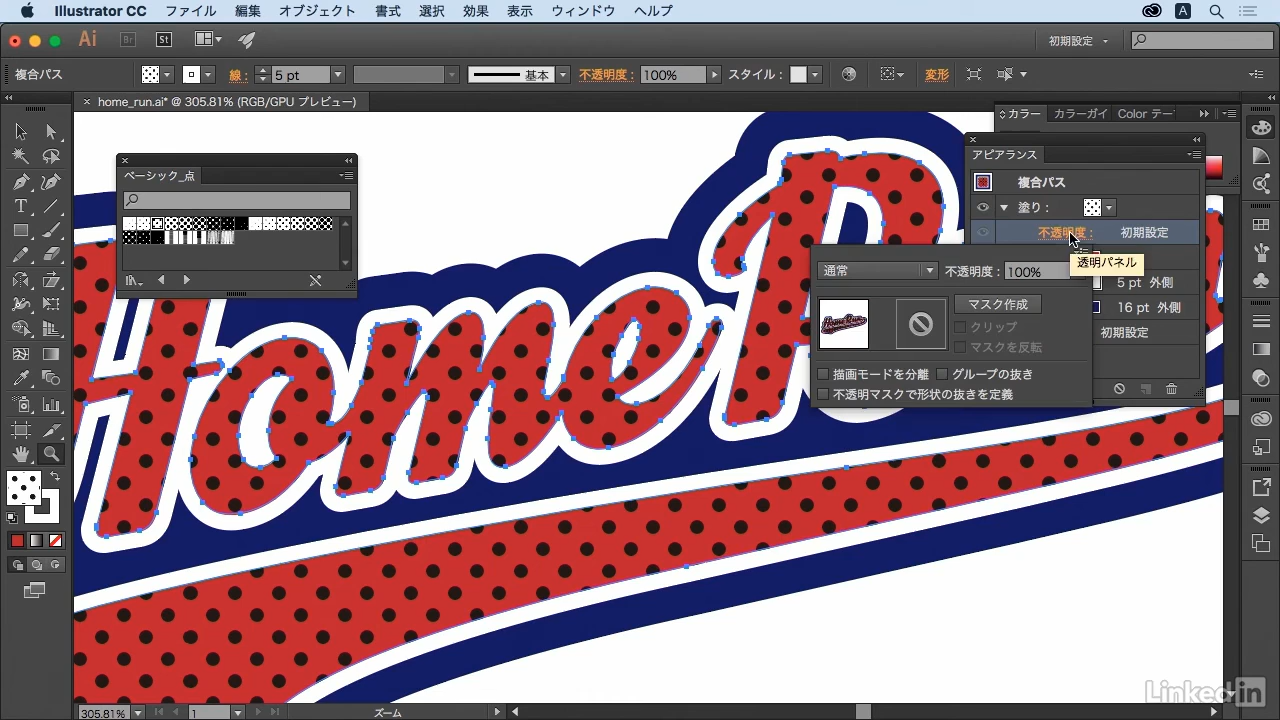 Illustrator CC ファイル 編集 オブジェクト 書式 選択 効果 表示 ウィンドウ ヘルプ A
Ai Br St 初期設定
複合パス 線 : 5 pt 基本 不透明度 : 100% スタイル : 変形
× home_run.ai* @ 305.81% (RGB/GPU プレビュー) カラー カラーガイ Color テー
アピアランス
ベーシック_点
複合パス
塗り :
不透明度 : 初期設定
透明パネル
通常 不透明度 : 100%
5 pt 外側
マスク作成
16 pt 外側
クリップ
初期設定
マスクを反転
描画モードを分離 グループの抜き
不透明マスクで形状の抜きを定義
Home R
305.81% 1 ズーム
Linked in